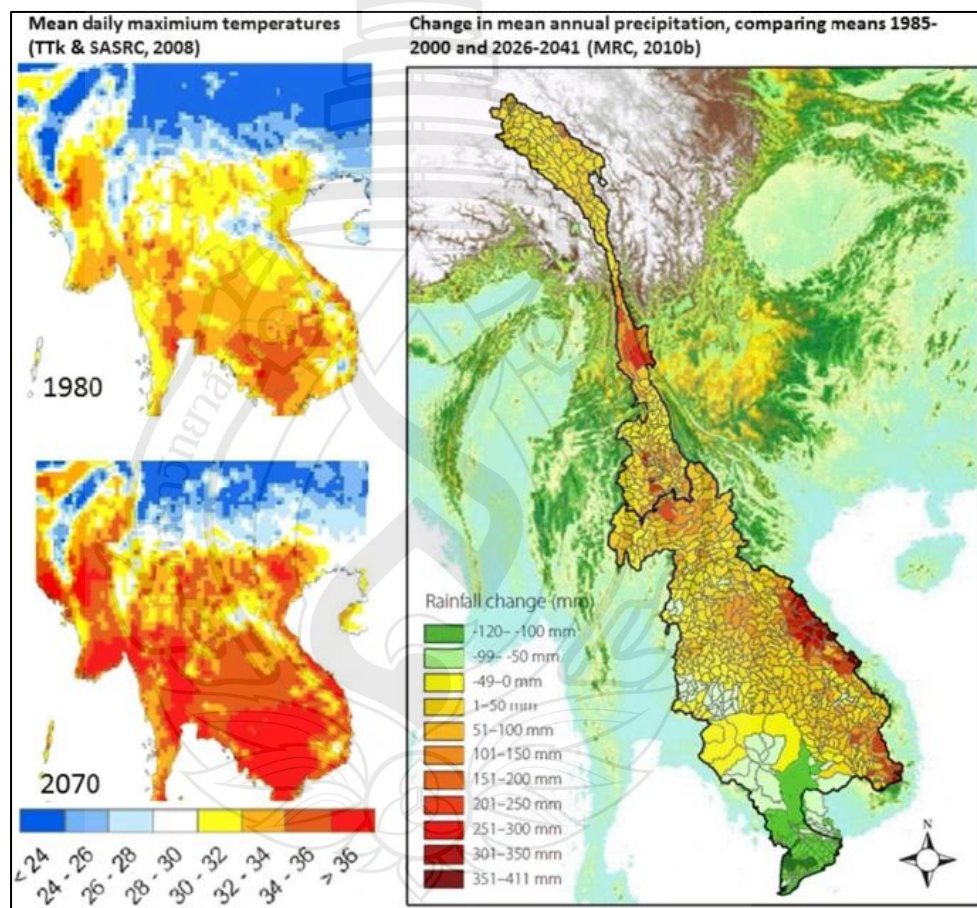 Mean daily maximium temperatures
(TTk & SASRC, 2008)
Change in mean annual precipitation, comparing means 1985-
2000 and 2026-2041 (MRC, 2010b)
1980
2070
< 24
24 - 26
26 - 28
28 - 30
30 - 32
32 - 34
34 - 36
> 36
Rainfall change (mm)
-120– -100 mm
-99– -50 mm
-49–0 mm
1–50 mm
51–100 mm
101–150 mm
151–200 mm
201–250 mm
251–300 mm
301–350 mm
351–411 mm
N